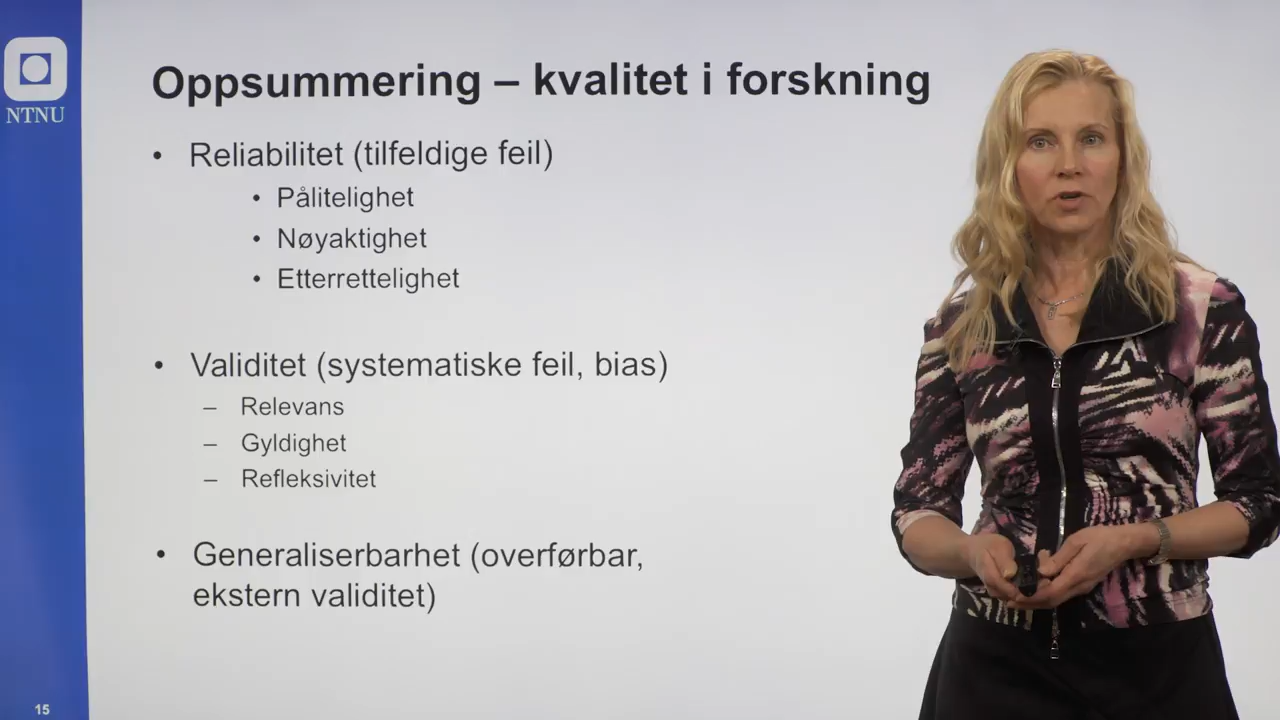 NTNU
Oppsummering – kvalitet i forskning
• Reliabilitet (tilfeldige feil)
• Pålitelighet
• Nøyaktighet
• Etterrettelighet
• Validitet (systematiske feil, bias)
– Relevans
– Gyldighet
– Refleksivitet
• Generaliserbarhet (overførbar,
ekstern validitet)
15